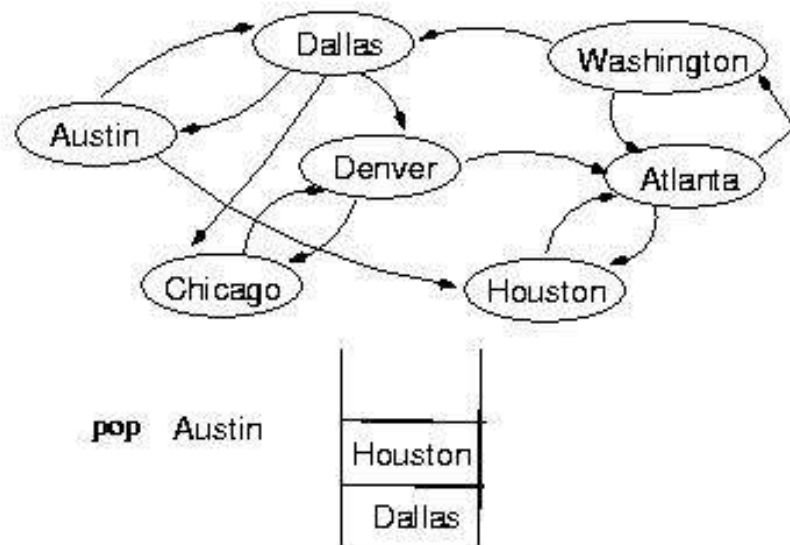 Dallas
Washington
Austin
Denver
Atlanta
Chicago
Houston
pop Austin
Houston
Dallas